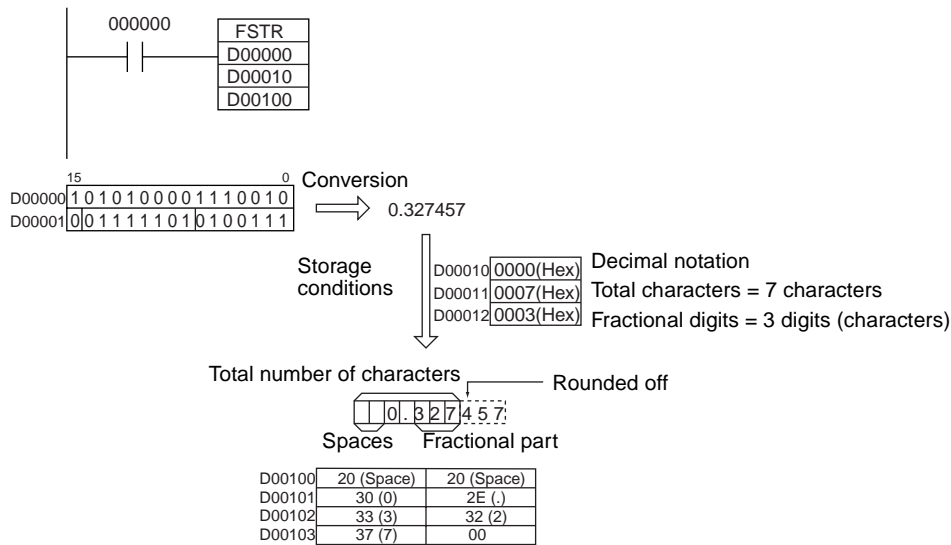 000000
FSTR
D00000
D00010
D00100
15 0
D00000 1 0 1 0 1 0 0 0 0 1 1 1 0 0 1 0
D00001 0 0 1 1 1 1 1 0 1 0 1 0 0 1 1 1
Conversion
0.327457
Storage
conditions
D00010 0000(Hex) Decimal notation
D00011 0007(Hex) Total characters = 7 characters
D00012 0003(Hex) Fractional digits = 3 digits (characters)
Total number of characters
Rounded off
0 . 3 2 7 4 5 7
Spaces Fractional part
D00100 20 (Space) 20 (Space)
D00101 30 (0) 2E (.)
D00102 33 (3) 32 (2)
D00103 37 (7) 00